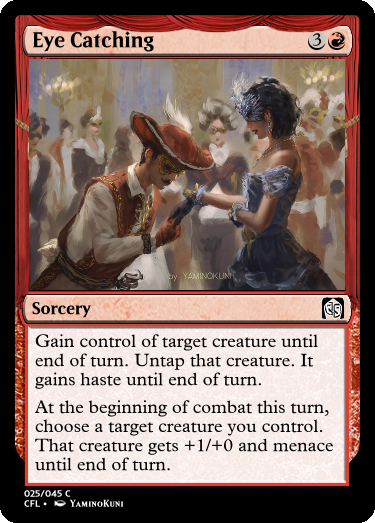 Eye Catching
3
by YAMINOKUNI
Sorcery
Gain control of target creature until
end of turn. Untap that creature. It
gains haste until end of turn.
At the beginning of combat this turn,
choose a target creature you control.
That creature gets +1/+0 and menace
until end of turn.
025/045 C
CFL • YaminoKuni